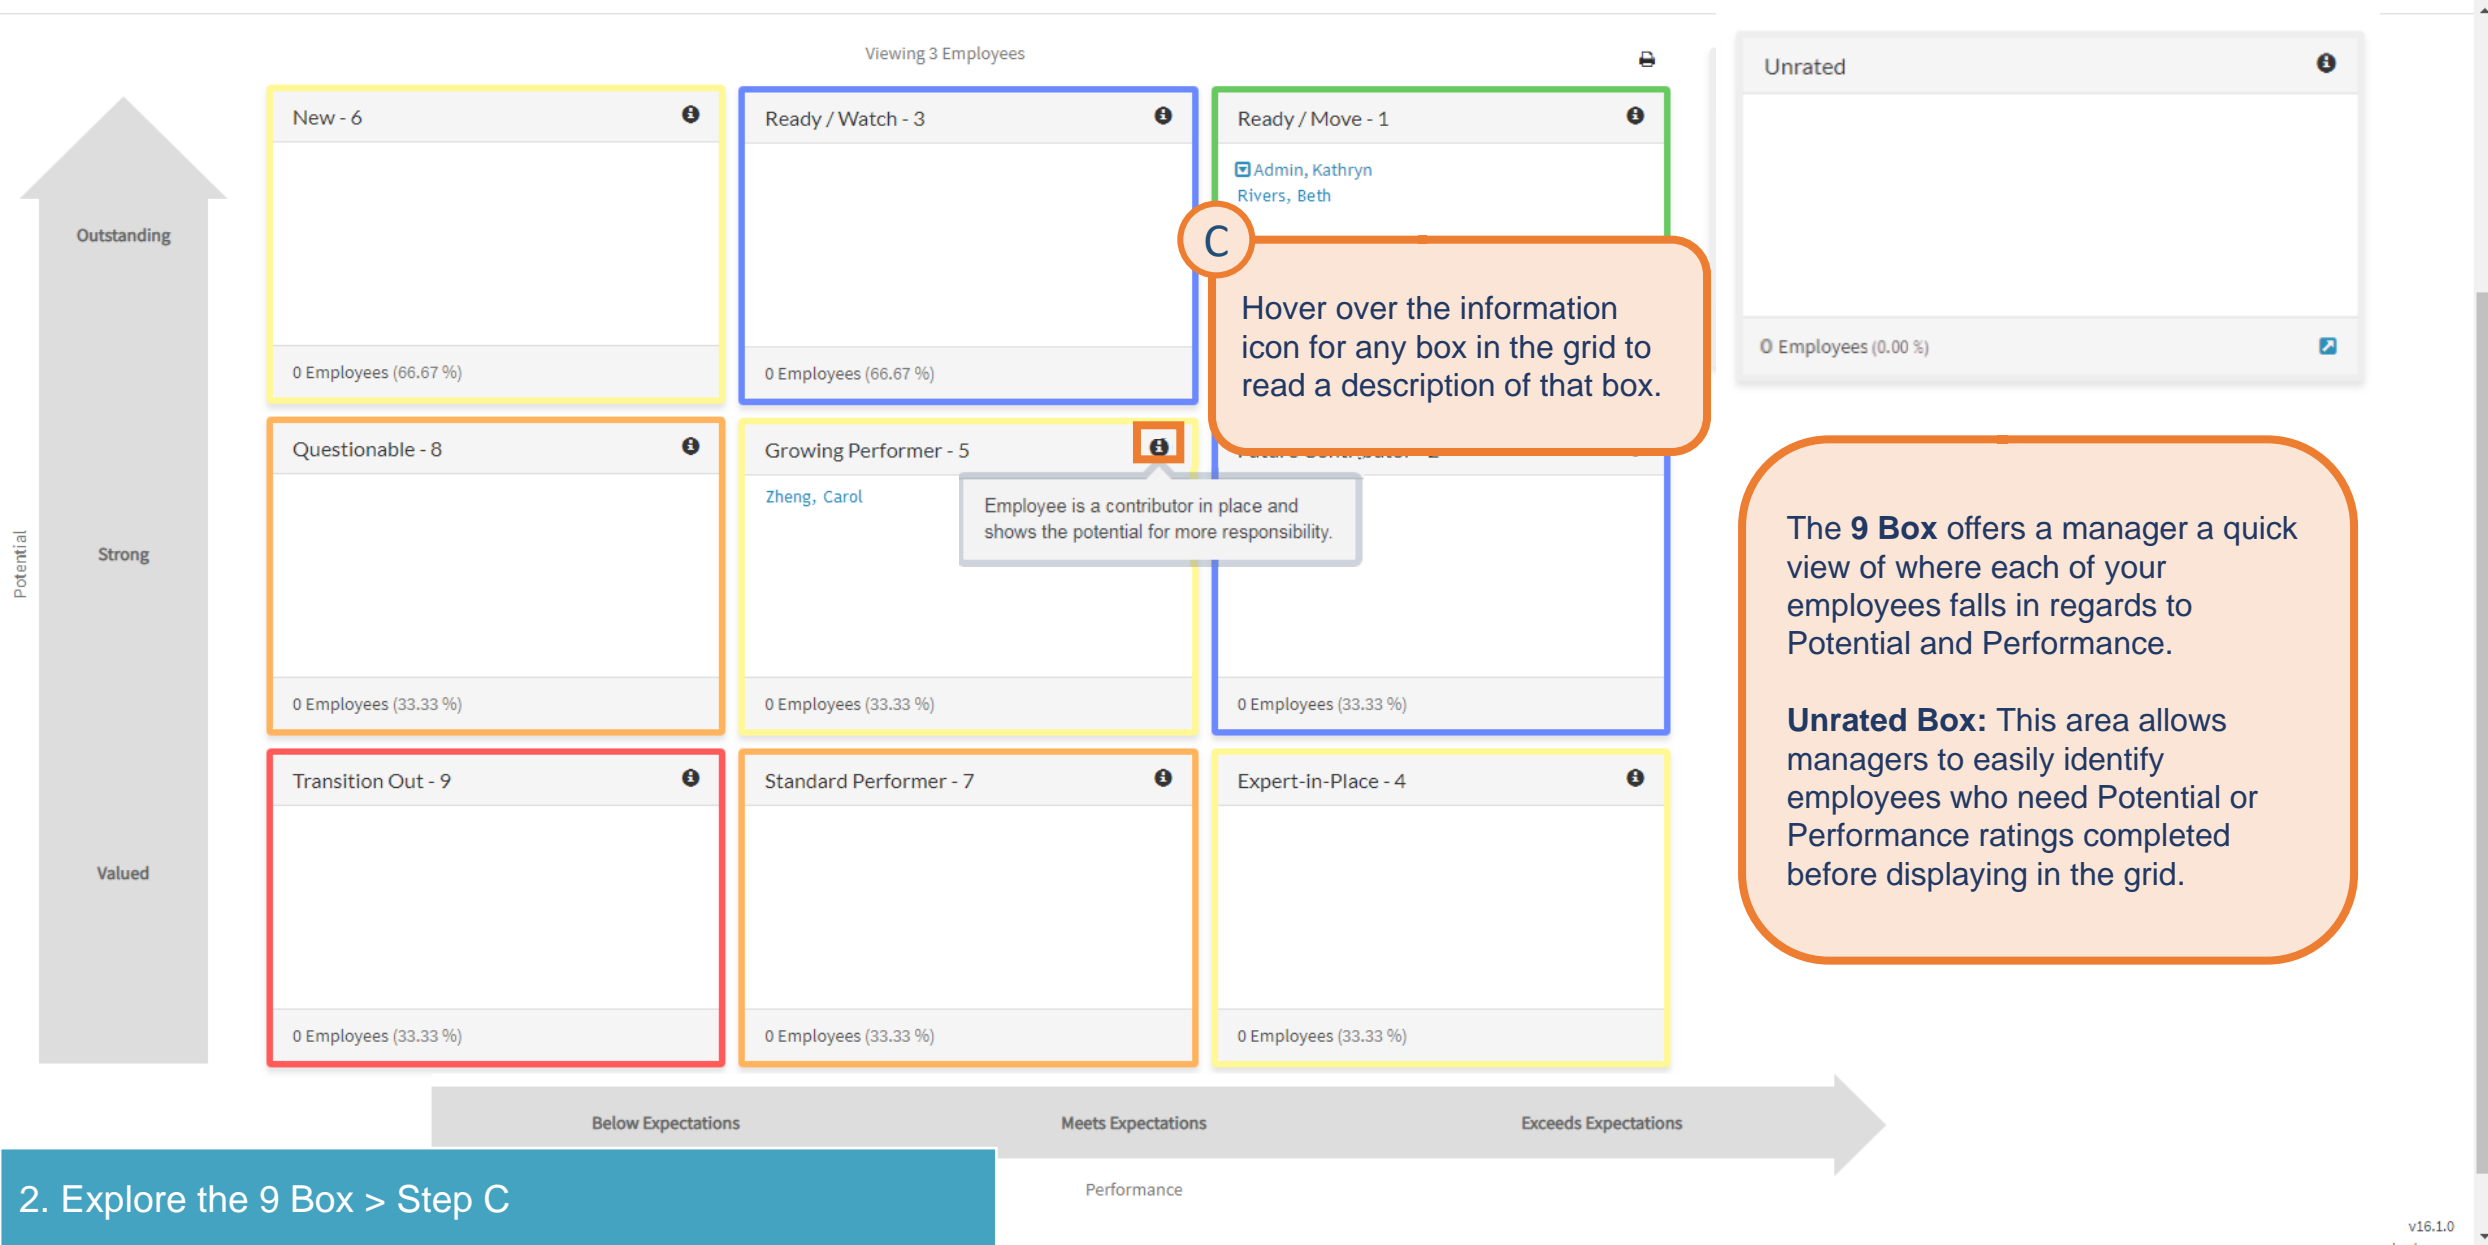 Viewing 3 Employees
New - 6
Ready / Watch - 3
Ready / Move - 1
Admin, Kathryn
Rivers, Beth
Outstanding
C
Hover over the information
icon for any box in the grid to
read a description of that box.
0 Employees (66.67 %)
0 Employees (66.67 %)
Unrated
0 Employees (0.00 %)
Questionable - 8
Growing Performer - 5
Zheng, Carol
Employee is a contributor in place and
shows the potential for more responsibility.
Potential
Strong
0 Employees (33.33 %)
0 Employees (33.33 %)
0 Employees (33.33 %)
The 9 Box offers a manager a quick
view of where each of your
employees falls in regards to
Potential and Performance.
Unrated Box: This area allows
managers to easily identify
employees who need Potential or
Performance ratings completed
before displaying in the grid.
Transition Out - 9
Standard Performer - 7
Expert-in-Place - 4
Valued
0 Employees (33.33 %)
0 Employees (33.33 %)
0 Employees (33.33 %)
Below Expectations
Meets Expectations
Exceeds Expectations
Performance
2. Explore the 9 Box > Step C
v16.1.0